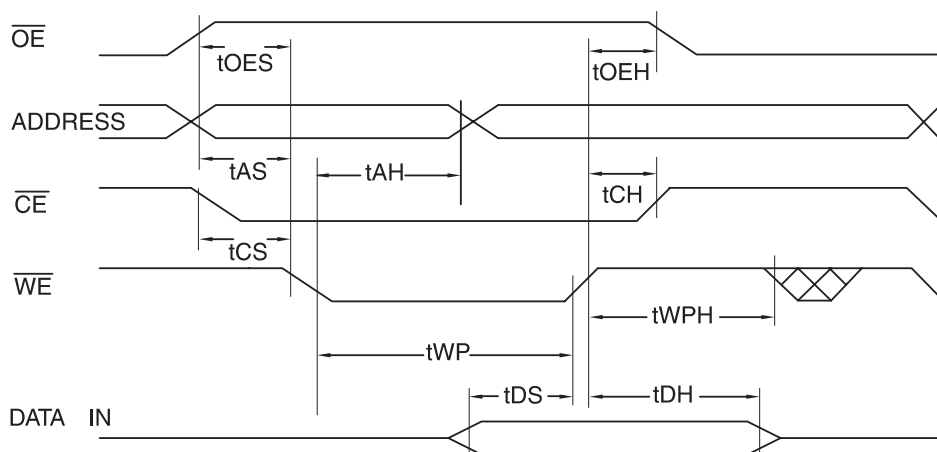 OE
tOES
tOEH
ADDRESS
tAS
tAH
tCH
CE
tCS
WE
tWPH
tWP
tDS
tDH
DATA IN